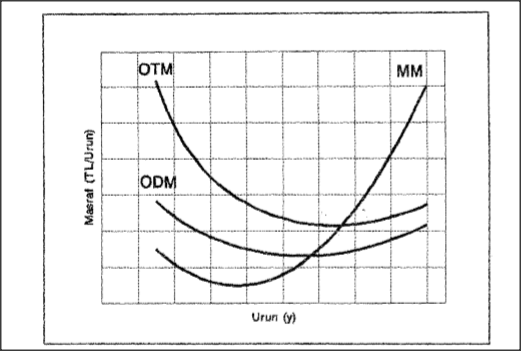 OTM
MM
ODM
Masraf (TL/Urun)
Urun (y)